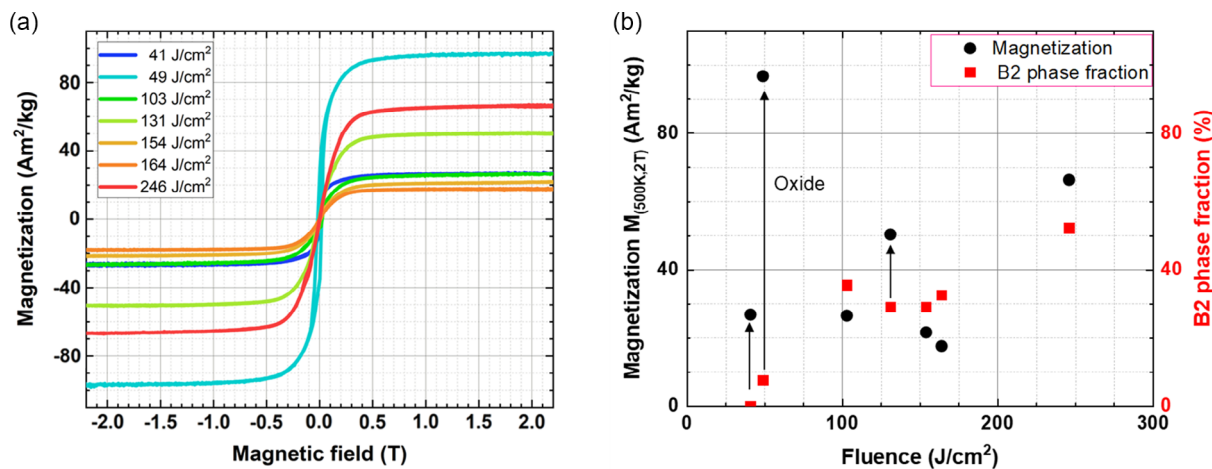 (a)
41 J/cm²
49 J/cm²
103 J/cm²
131 J/cm²
154 J/cm²
164 J/cm²
246 J/cm²
80
40
0
-40
-80
Magnetization (Am²/kg)
-2.0 -1.5 -1.0 -0.5 0.0 0.5 1.0 1.5 2.0
Magnetic field (T)
(b)
Magnetization
B2 phase fraction
Oxide
80
40
0
Magnetization M(500K,2T) (Am²/kg)
80
40
0
B2 phase fraction (%)
0 50 100 150 200 250 300
Fluence (J/cm²)